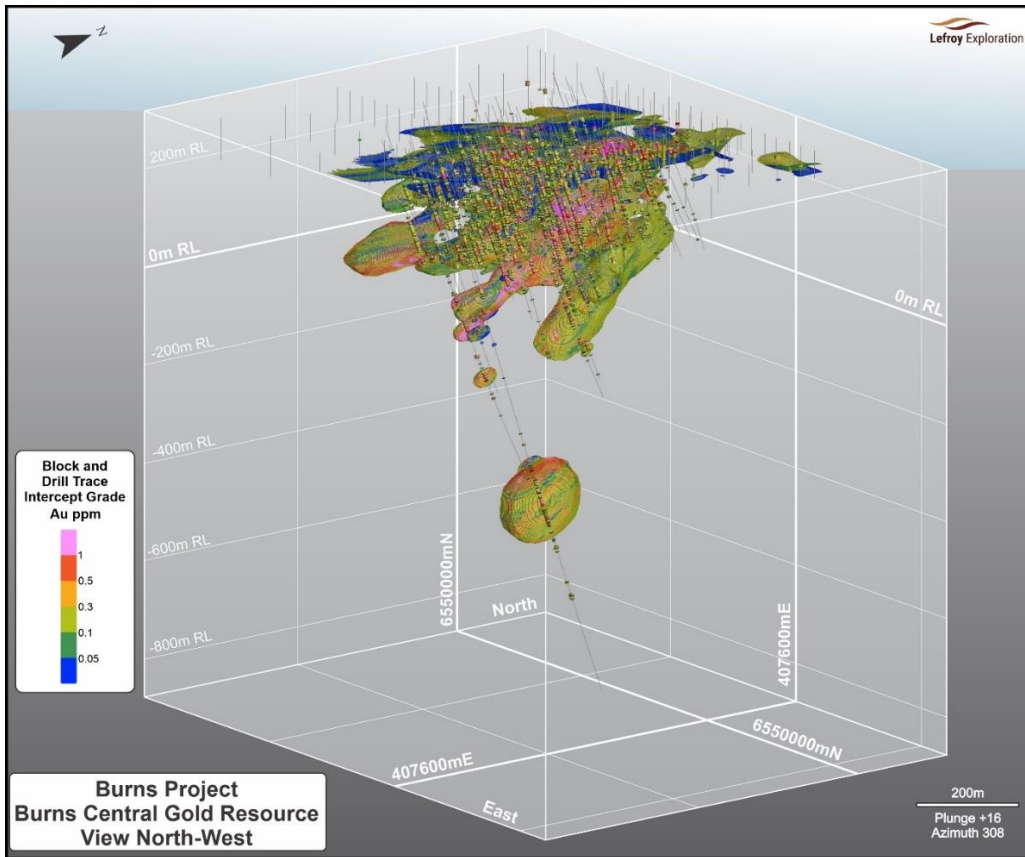 N
Lefroy Exploration
200m RL
0m RL
0m RL
-200m RL
-400m RL
-600m RL
-800m RL
Block and
Drill Trace
Intercept Grade
Au ppm
1
0.5
0.3
0.1
0.05
6550000mN
North
407600mE
407600mE
6550000mN
East
Burns Project
Burns Central Gold Resource
View North-West
200m
Plunge +16
Azimuth 308